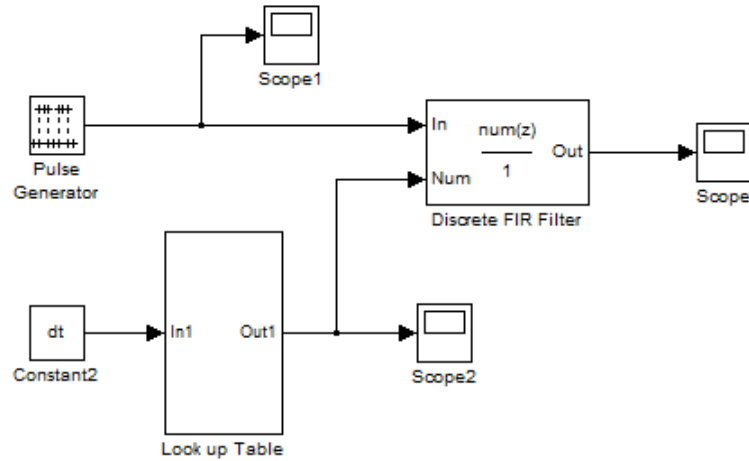 Scope1
Pulse
Generator
In
num(z)
1
Out
Num
Discrete FIR Filter
Scope
dt
Constant2
In1
Out1
Look up Table
Scope2